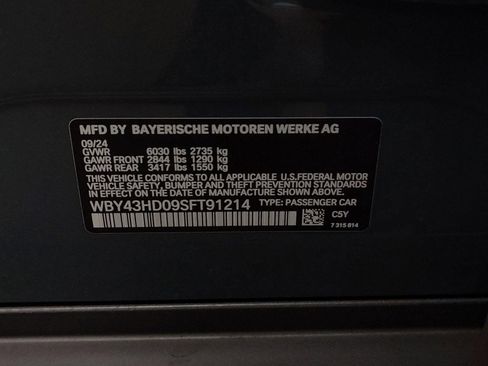 MFD BY BAYERISCHE MOTOREN WERKE AG
09/24
GVWR 6030 lbs 2735 kg
GAWR FRONT 2844 lbs 1290 kg
GAWR REAR 3417 lbs 1550 kg
THIS VEHICLE CONFORMS TO ALL APPLICABLE U.S.FEDERAL MOTOR
VEHICLE SAFETY, BUMPER AND THEFT PREVENTION STANDARDS
IN EFFECT ON THE DATE OF MANUFACTURE SHOWN ABOVE.
WBY43HD09SFT91214 TYPE: PASSENGER CAR
C5Y
7 315 814